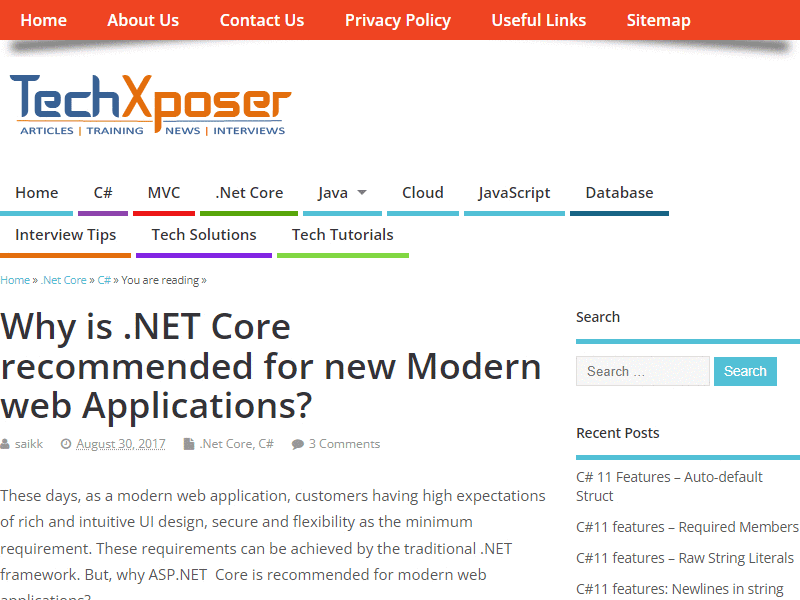 Home About Us Contact Us Privacy Policy Useful Links Sitemap
TechXposer
ARTICLES | TRAINING | NEWS | INTERVIEWS
Home C# MVC .Net Core Java Cloud JavaScript Database
Interview Tips Tech Solutions Tech Tutorials
Home » .Net Core » C# » You are reading »
Why is .NET Core
recommended for new Modern
web Applications?
saikk August 30, 2017 .Net Core, C# 3 Comments
These days, as a modern web application, customers having high expectations
of rich and intuitive UI design, secure and flexibility as the minimum
requirement. These requirements can be achieved by the traditional .NET
framework. But, why ASP.NET  Core is recommended for modern web
applications?
Search
Search … Search
Recent Posts
C# 11 Features – Auto-default
Struct
C#11 features – Required Members
C#11 features – Raw String Literals
C#11 features: Newlines in string